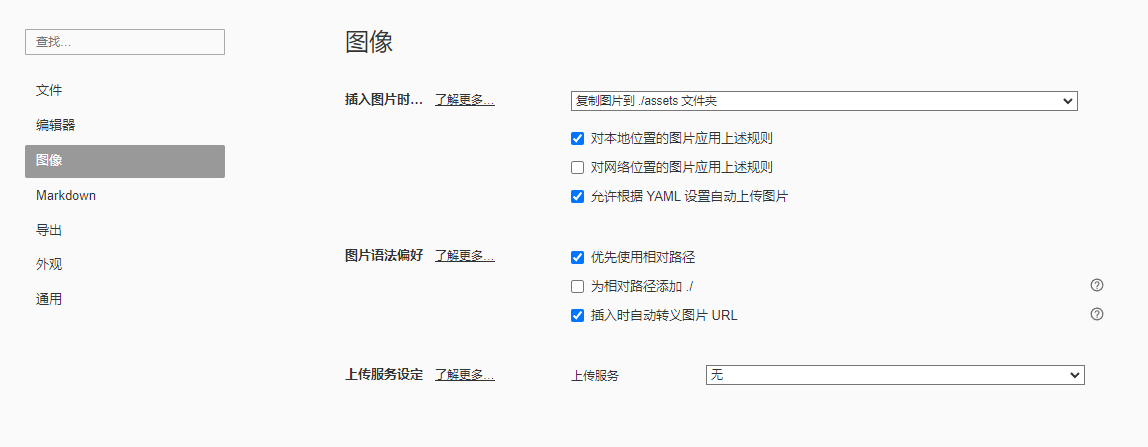 查找...
文件
编辑器
图像
Markdown
导出
外观
通用
图像
插入图片时... 了解更多... 复制图片到 ./assets 文件夹
对本地位置的图片应用上述规则
对网络位置的图片应用上述规则
允许根据 YAML 设置自动上传图片
图片语法偏好 了解更多... 优先使用相对路径
为相对路径添加 ./
插入时自动转义图片 URL
上传服务设定 了解更多... 上传服务 无